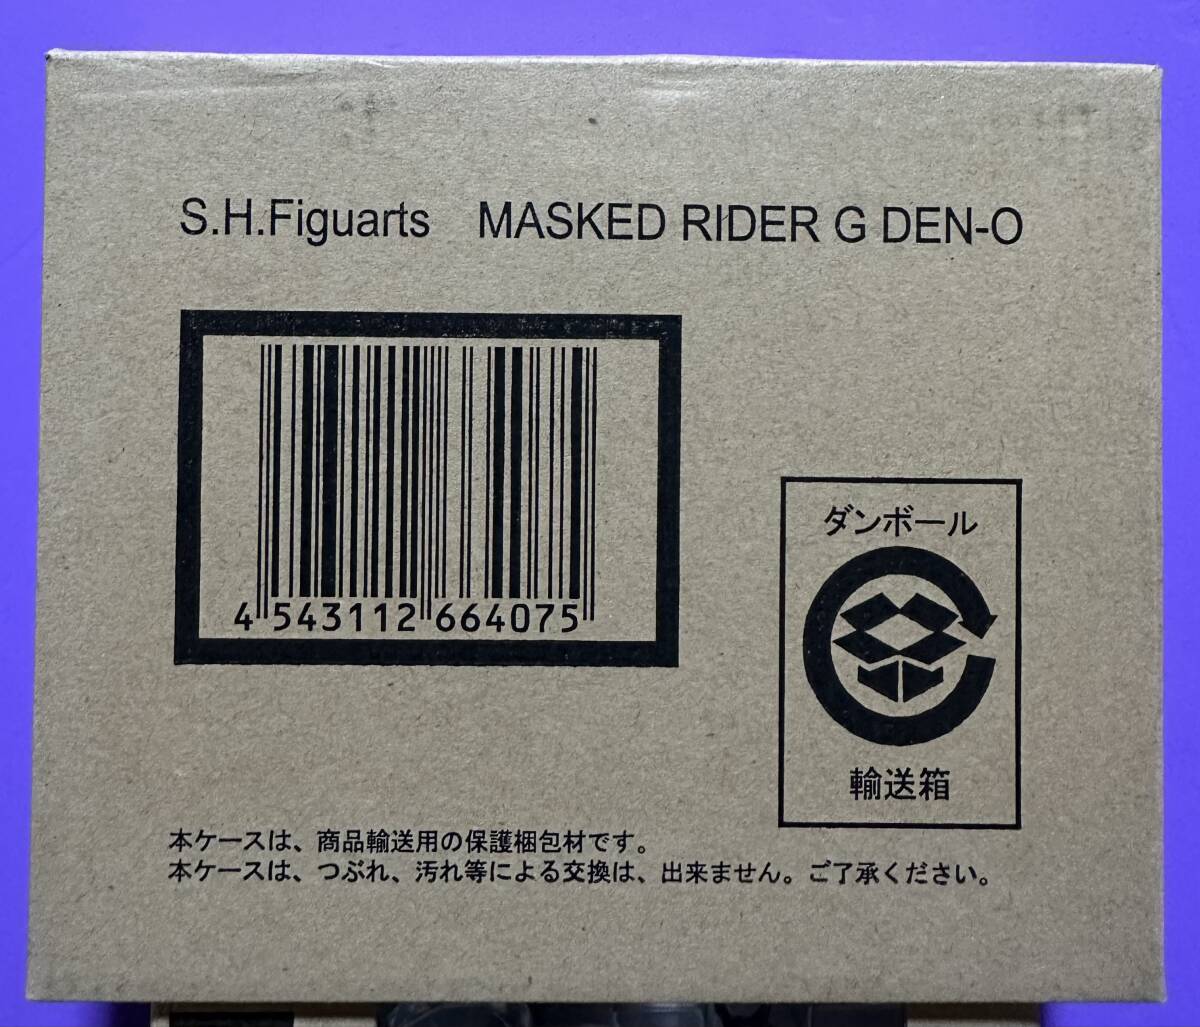 S.H.Figuarts MASKED RIDER G DEN-O
4 543112 664075
ダンボール
輸送箱
本ケースは、商品輸送用の保護梱包材です。
本ケースは、つぶれ、汚れ等による交換は、出来ません。ご了承ください。